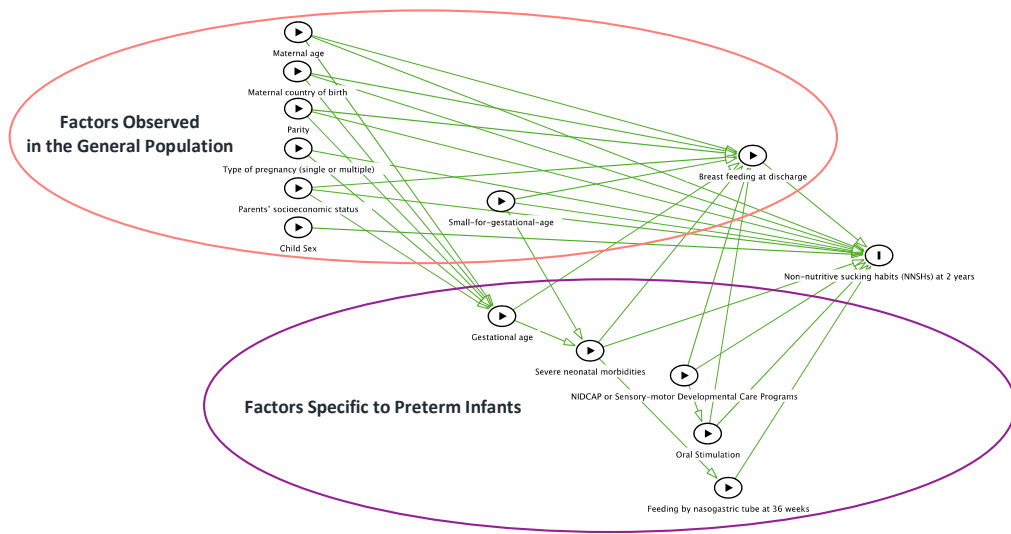 Maternal age
Maternal country of birth
Factors Observed
in the General Population
Parity
Type of pregnancy (single or multiple)
Breast feeding at discharge
Parents' socioeconomic status
Small-for-gestational-age
Child Sex
Non-nutritive sucking habits (NNSHs) at 2 years
Gestational age
Severe neonatal morbidities
NIDCAP or Sensory-motor Developmental Care Programs
Factors Specific to Preterm Infants
Oral Stimulation
Feeding by nasogastric tube at 36 weeks